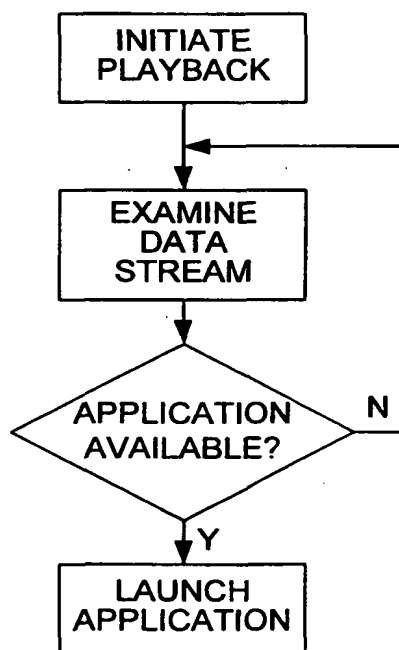 INITIATE
PLAYBACK
EXAMINE
DATA
STREAM
APPLICATION
AVAILABLE?
N
Y
LAUNCH
APPLICATION